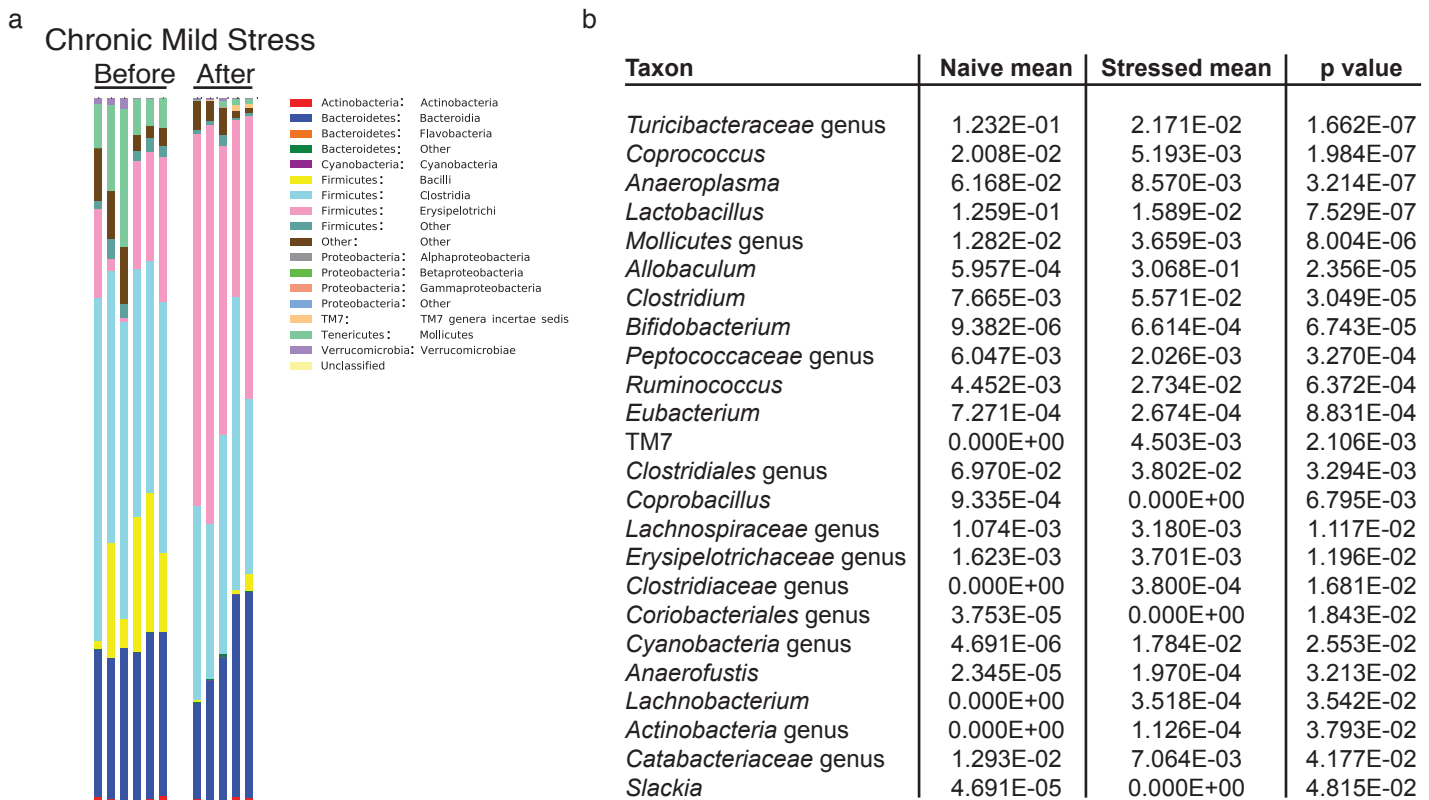 a
Chronic Mild Stress
Before After
Actinobacteria: Actinobacteria
Bacteroidetes: Bacteroidia
Bacteroidetes: Flavobacteria
Bacteroidetes: Other
Cyanobacteria: Cyanobacteria
Firmicutes: Bacilli
Firmicutes: Clostridia
Firmicutes: Erysipelotrichi
Firmicutes: Other
Other: Other
Proteobacteria: Alphaproteobacteria
Proteobacteria: Betaproteobacteria
Proteobacteria: Gammaproteobacteria
Proteobacteria: Other
TM7: TM7 genera incertae sedis
Tenericutes: Mollicutes
Verrucomicrobia: Verrucomicrobiae
Unclassified
b
Taxon Naive mean Stressed mean p value
Turicibacteraceae genus 1.232E-01 2.171E-02 1.662E-07
Coprococcus 2.008E-02 5.193E-03 1.984E-07
Anaeroplasma 6.168E-02 8.570E-03 3.214E-07
Lactobacillus 1.259E-01 1.589E-02 7.529E-07
Mollicutes genus 1.282E-02 3.659E-03 8.004E-06
Allobaculum 5.957E-04 3.068E-01 2.356E-05
Clostridium 7.665E-03 5.571E-02 3.049E-05
Bifidobacterium 9.382E-06 6.614E-04 6.743E-05
Peptococcaceae genus 6.047E-03 2.026E-03 3.270E-04
Ruminococcus 4.452E-03 2.734E-02 6.372E-04
Eubacterium 7.271E-04 2.674E-04 8.831E-04
TM7 0.000E+00 4.503E-03 2.106E-03
Clostridiales genus 6.970E-02 3.802E-02 3.294E-03
Coprobacillus 9.335E-04 0.000E+00 6.795E-03
Lachnospiraceae genus 1.074E-03 3.180E-03 1.117E-02
Erysipelotrichaceae genus 1.623E-03 3.701E-03 1.196E-02
Clostridiaceae genus 0.000E+00 3.800E-04 1.681E-02
Coriobacteriales genus 3.753E-05 0.000E+00 1.843E-02
Cyanobacteria genus 4.691E-06 1.784E-02 2.553E-02
Anaerofustis 2.345E-05 1.970E-04 3.213E-02
Lachnobacterium 0.000E+00 3.518E-04 3.542E-02
Actinobacteria genus 0.000E+00 1.126E-04 3.793E-02
Catabacteriaceae genus 1.293E-02 7.064E-03 4.177E-02
Slackia 4.691E-05 0.000E+00 4.815E-02